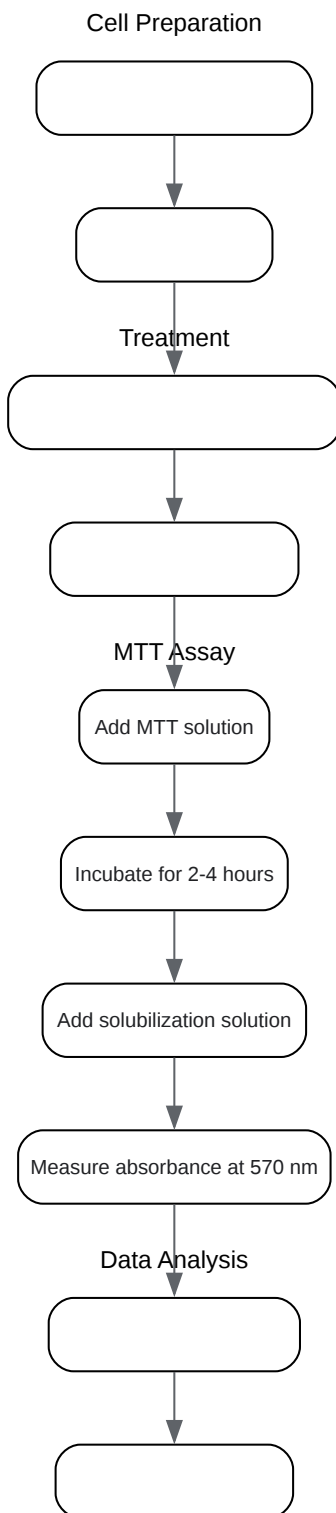 Cell Preparation
Treatment
MTT Assay
Add MTT solution
Incubate for 2-4 hours
Add solubilization solution
Measure absorbance at 570 nm
Data Analysis